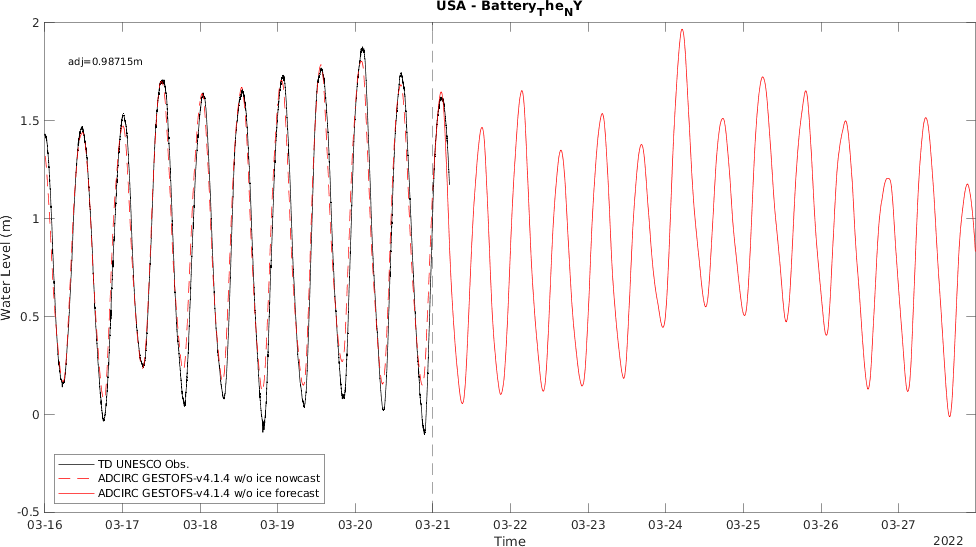 USA - Battery_The_NY
adj=0.98715m
2
1.5
1
0.5
0
-0.5
Water Level (m)
TD UNESCO Obs.
ADCIRC GESTOFS-v4.1.4 w/o ice nowcast
ADCIRC GESTOFS-v4.1.4 w/o ice forecast
03-16 03-17 03-18 03-19 03-20 03-21 03-22 03-23 03-24 03-25 03-26 03-27
Time
2022